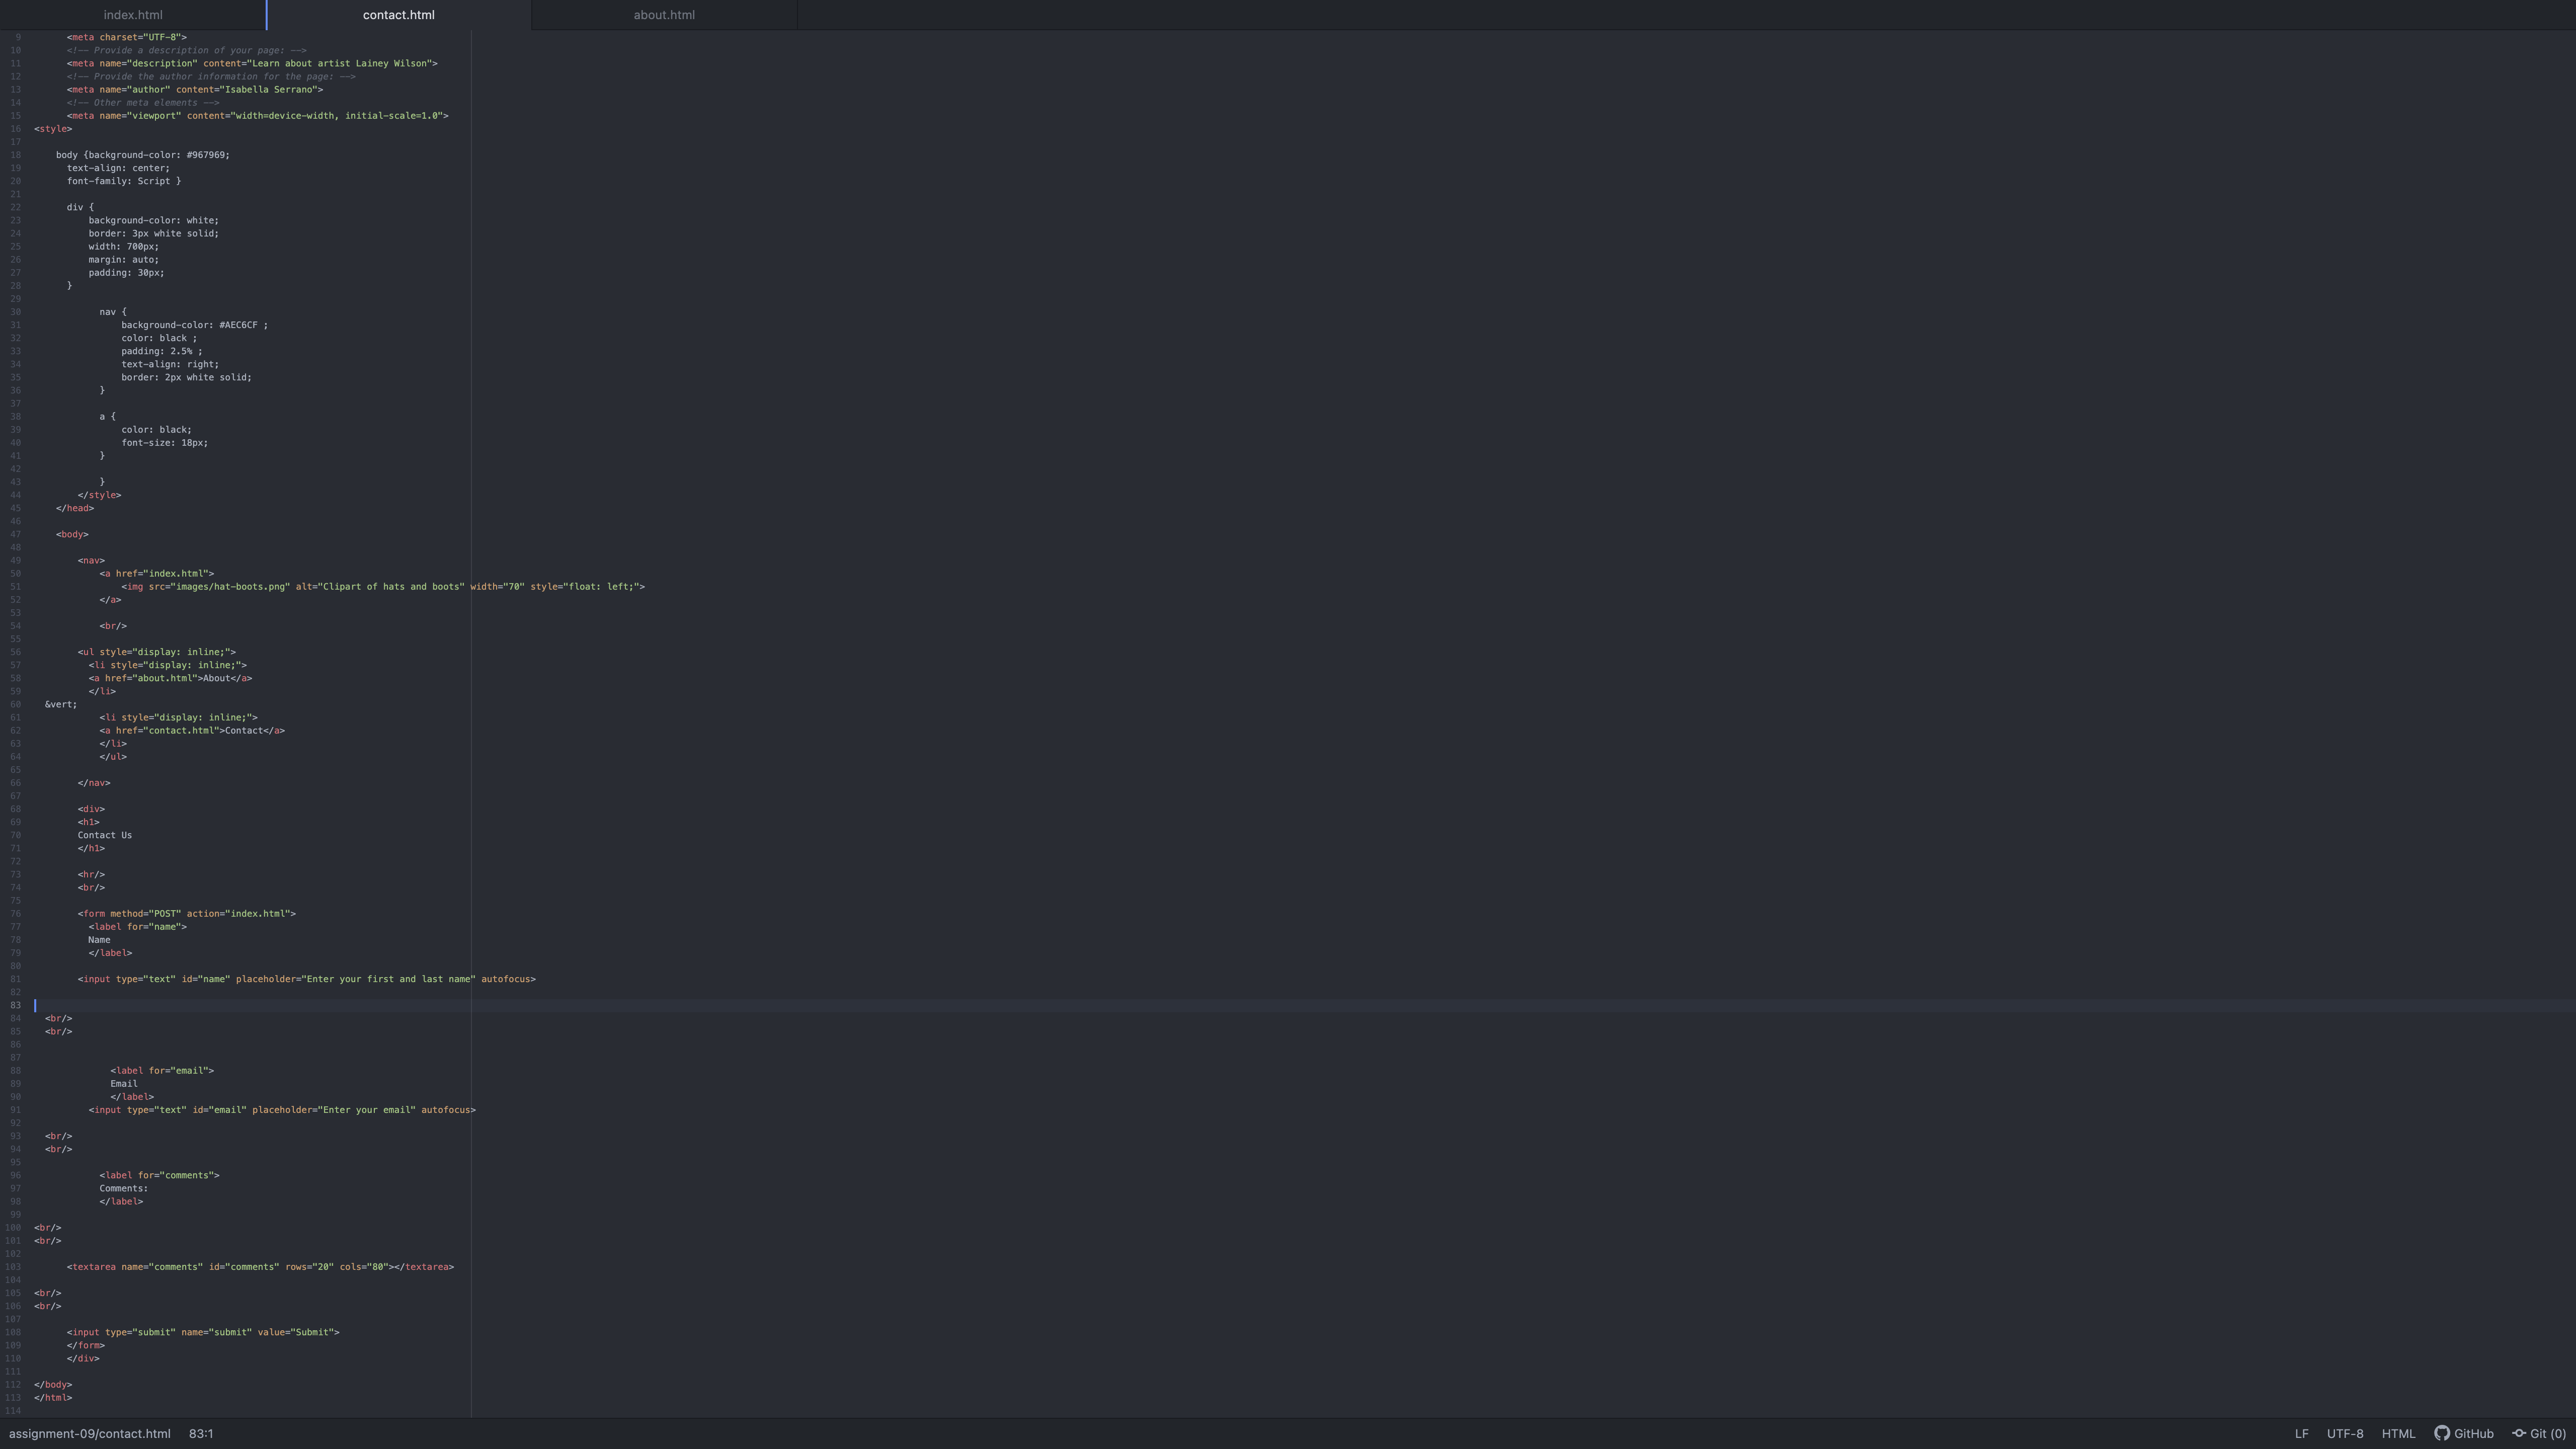 index.html
contact.html
about.html
9 <meta charset="UTF-8">
10 <!-- Provide a description of your page: -->
11 <meta name="description" content="Learn about artist Lainey Wilson">
12 <!-- Provide the author information for the page: -->
13 <meta name="author" content="Isabella Serrano">
14 <!-- Other meta elements -->
15 <meta name="viewport" content="width=device-width, initial-scale=1.0">
16 <style>
17
18 body {background-color: #967969;
19 text-align: center;
20 font-family: Script }
21
22 div {
23 background-color: white;
24 border: 3px white solid;
25 width: 700px;
26 margin: auto;
27 padding: 30px;
28 }
29
30 nav {
31 background-color: #AEC6CF ;
32 color: black ;
33 padding: 2.5% ;
34 text-align: right;
35 border: 2px white solid;
36 }
37
38 a {
39 color: black;
40 font-size: 18px;
41 }
42
43 }
44 </style>
45 </head>
46
47 <body>
48
49 <nav>
50 <a href="index.html">
51 <img src="images/hat-boots.png" alt="Clipart of hats and boots" width="70" style="float: left;">
52 </a>
53
54 <br/>
55
56 <ul style="display: inline;">
57 <li style="display: inline;">
58 <a href="about.html">About</a>
59 </li>
60 &vert;
61 <li style="display: inline;">
62 <a href="contact.html">Contact</a>
63 </li>
64 </ul>
65
66 </nav>
67
68 <div>
69 <h1>
70 Contact Us
71 </h1>
72
73 <hr/>
74 <br/>
75
76 <form method="POST" action="index.html">
77 <label for="name">
78 Name
79 </label>
80
81 <input type="text" id="name" placeholder="Enter your first and last name" autofocus>
82
83
84 <br/>
85 <br/>
86
87
88 <label for="email">
89 Email
90 </label>
91 <input type="text" id="email" placeholder="Enter your email" autofocus>
92
93 <br/>
94 <br/>
95
96 <label for="comments">
97 Comments:
98 </label>
99
100 <br/>
101 <br/>
102
103 <textarea name="comments" id="comments" rows="20" cols="80"></textarea>
104
105 <br/>
106 <br/>
107
108 <input type="submit" name="submit" value="Submit">
109 </form>
110 </div>
111
112 </body>
113 </html>
114
assignment-09/contact.html 83:1 LF UTF-8 HTML GitHub Git (0)